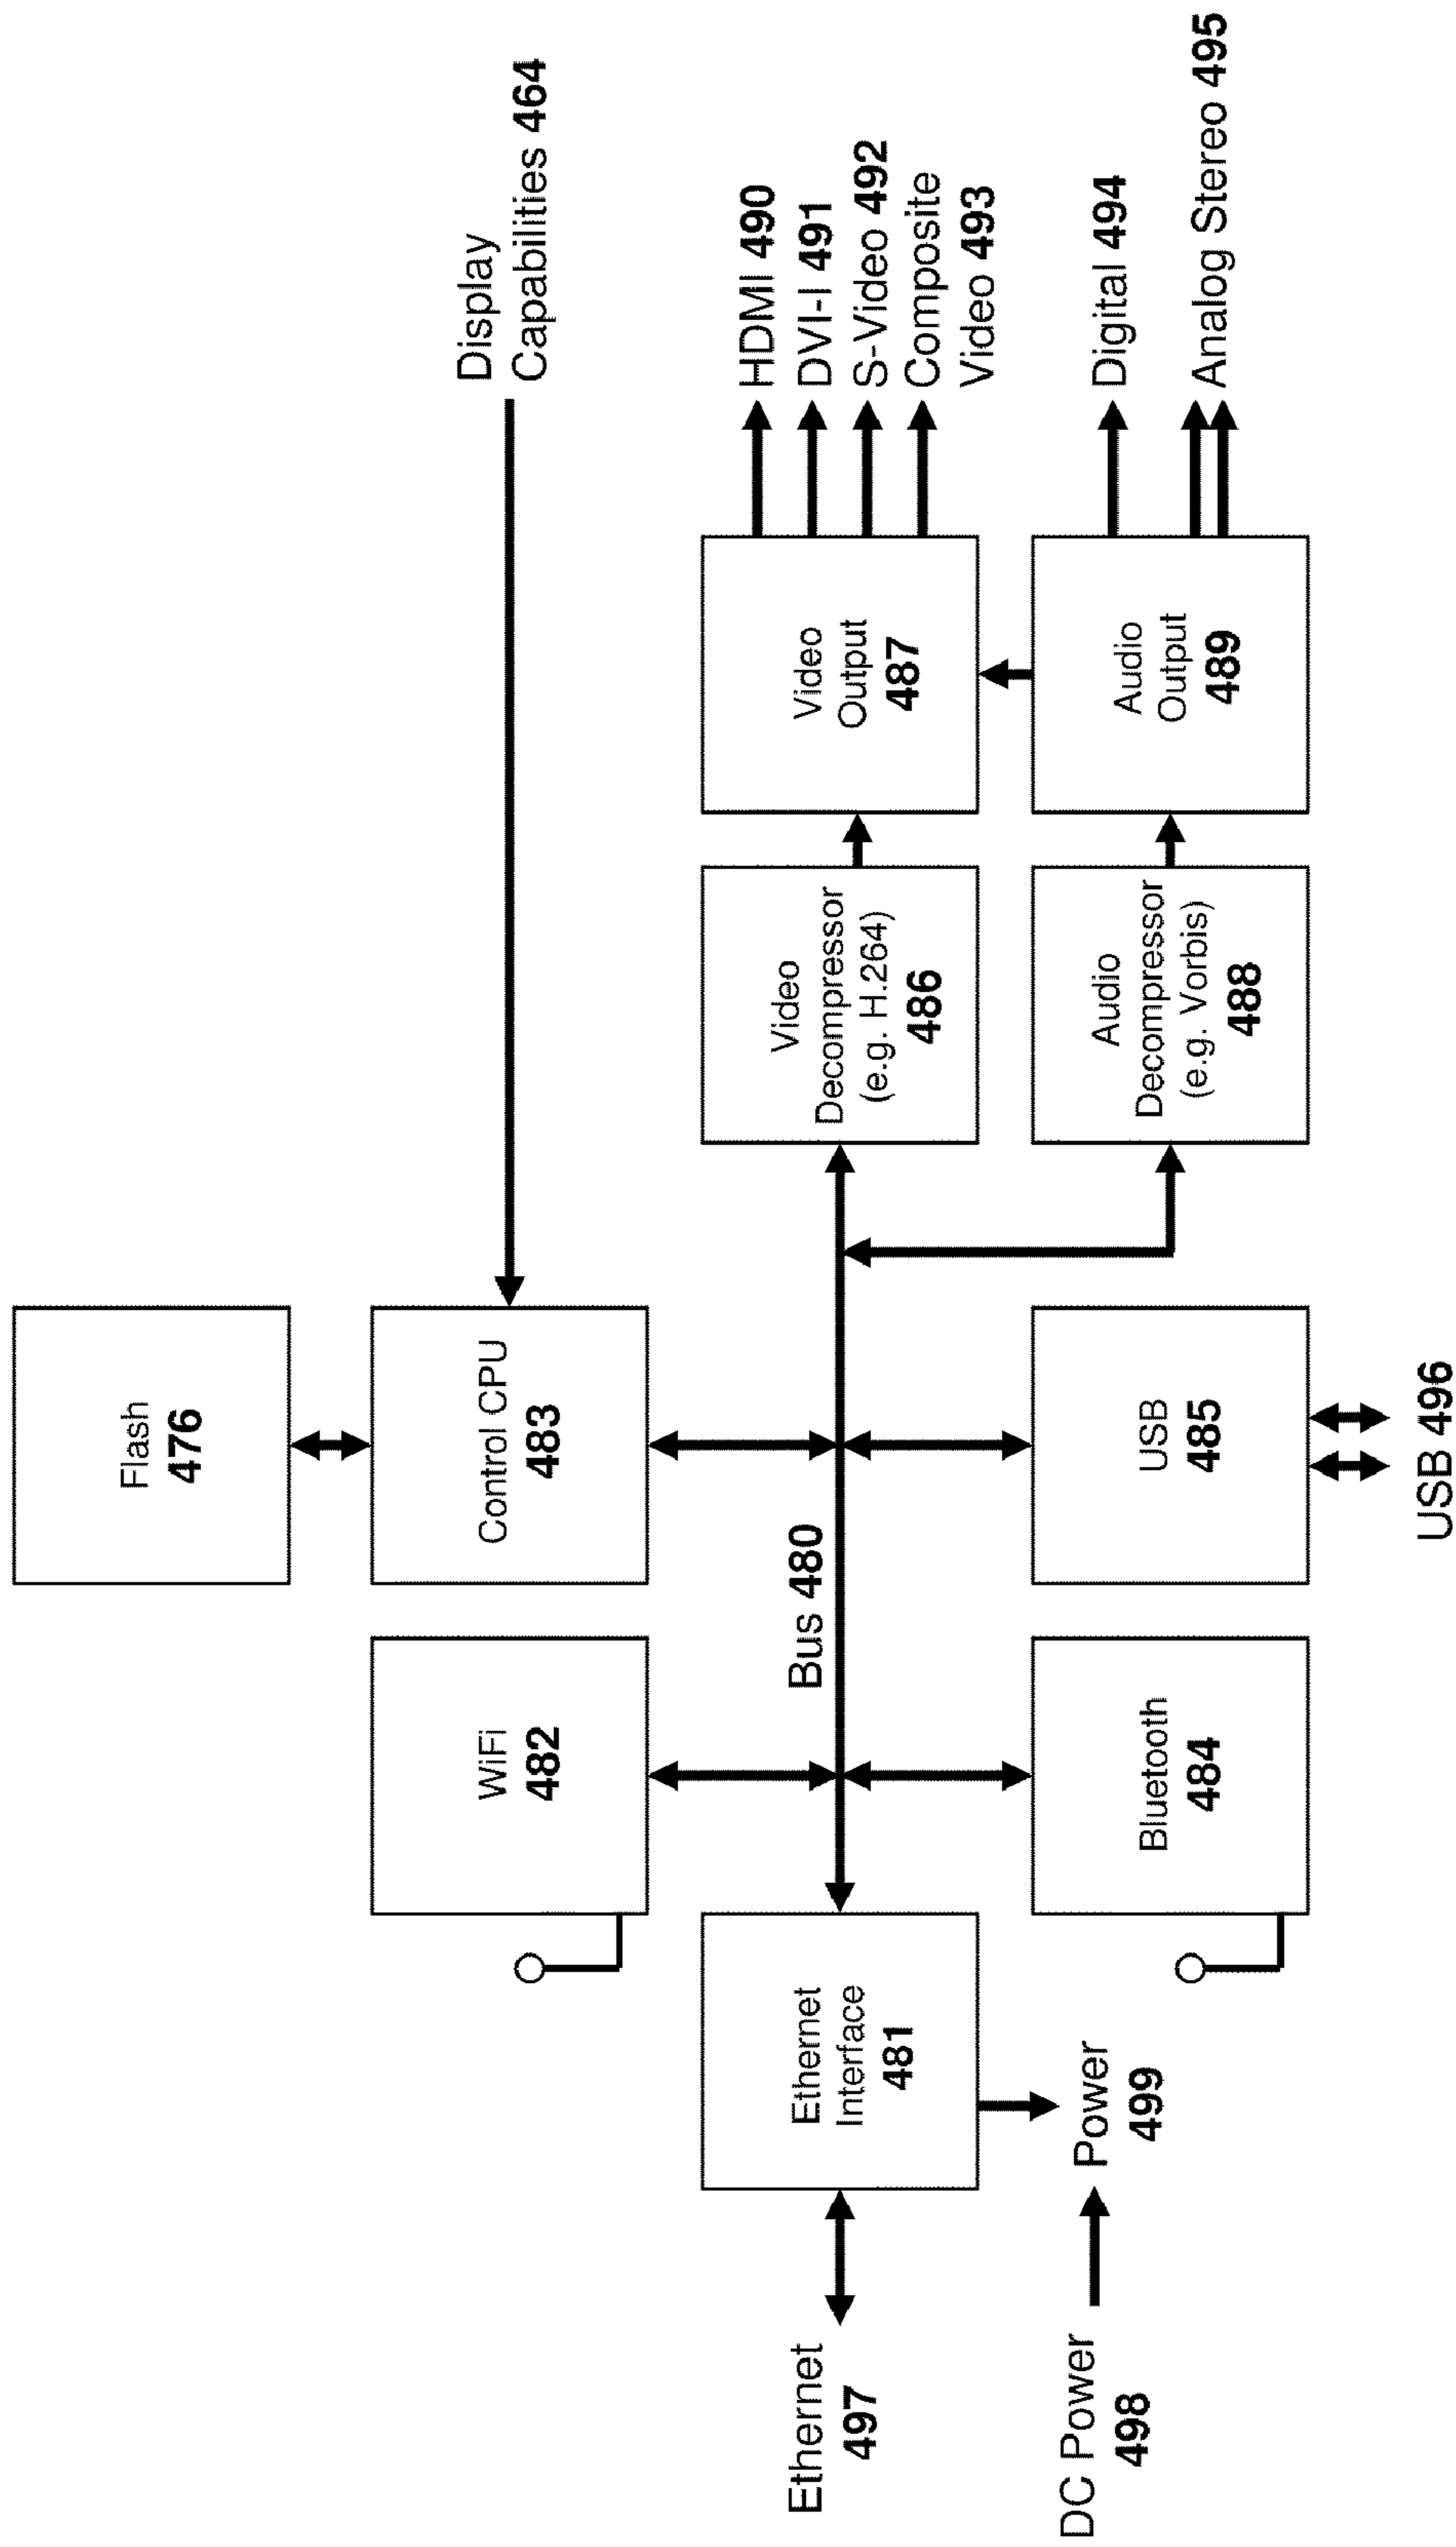 Flash
476
Display
Capabilities 464
WiFi
482
Control CPU
483
Bus 480
Ethernet
497
Ethernet
Interface
481
Video
Decompressor
(e.g. H.264)
486
Video
Output
487
HDMI 490
DVI-I 491
S-Video 492
Composite
Video 493
DC Power
498
Power
499
Bluetooth
484
USB
485
Audio
Decompressor
(e.g. Vorbis)
488
Audio
Output
489
Digital 494
Analog Stereo 495
USB 496